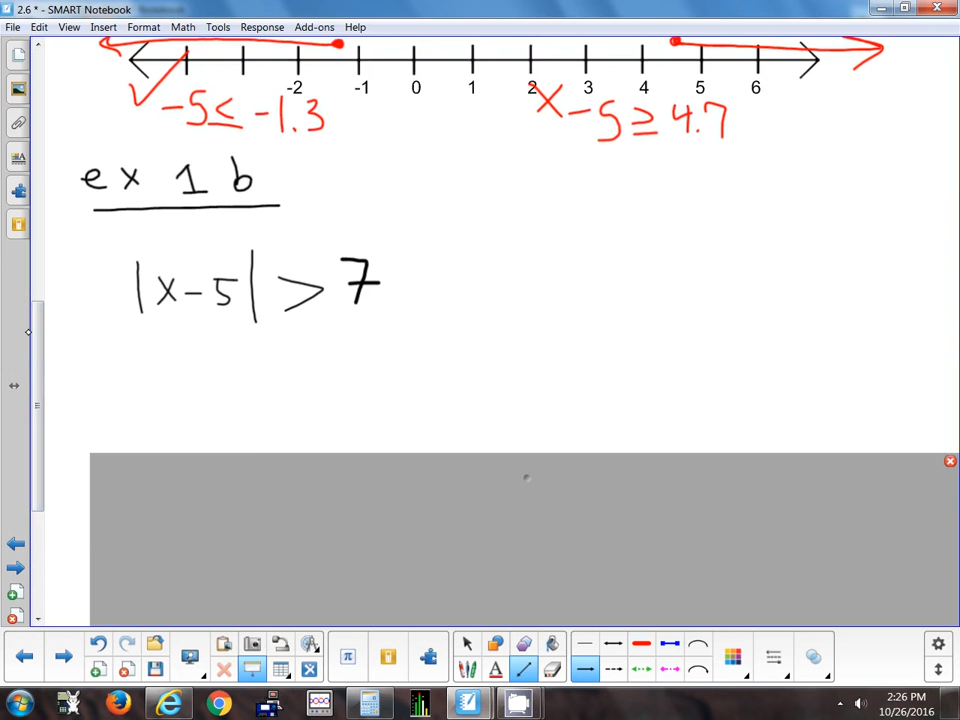 2.6 * - SMART Notebook
File Edit View Insert Format Math Tools Response Add-ons Help
-2 -1 0 1 2 3 4 5 6
-5 ≤ -1.3 x - 5 ≥ 4.7
ex 1 b
|x-5| > 7
π A
2:26 PM
10/26/2016